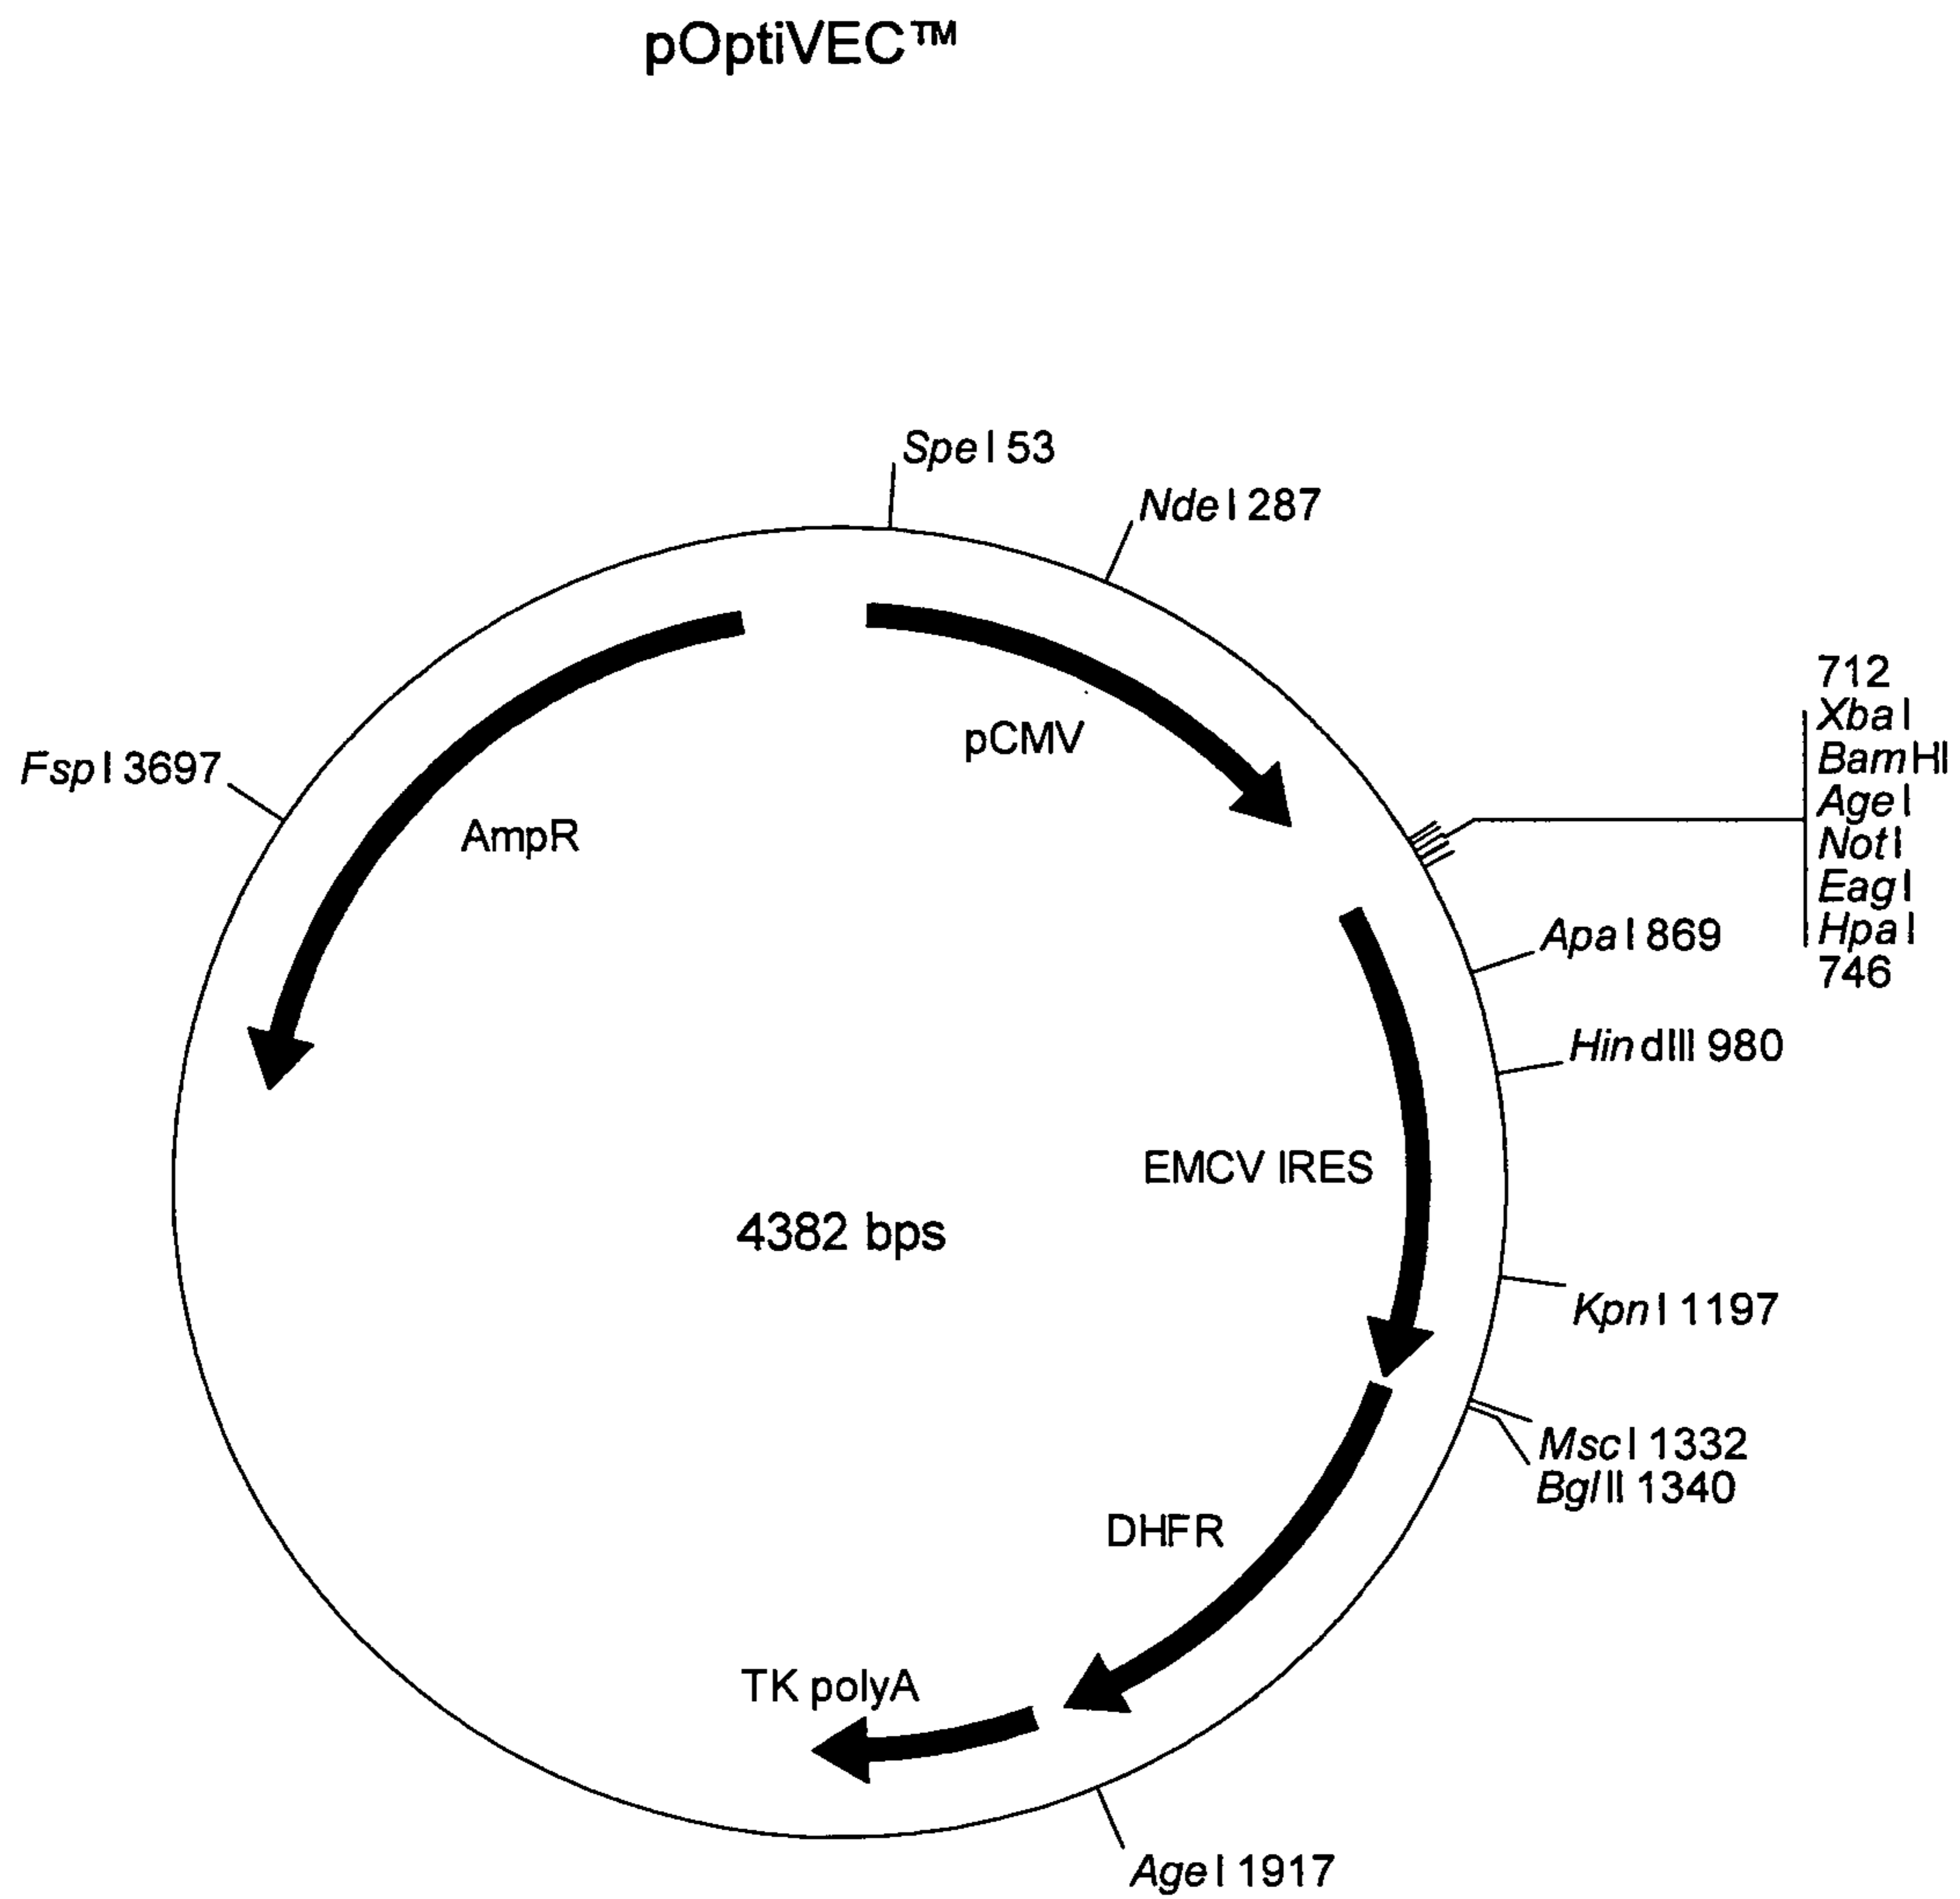 pOptiVEC™
SpeI 53
NdeI 287
712
XbaI
BamHI
AgeI
NotI
EagI
HpaI
746
pCMV
FspI 3697
AmpR
ApaI 869
HindIII 980
EMCV IRES
4382 bps
KpnI 1197
MscI 1332
BglII 1340
DHFR
TK polyA
AgeI 1917